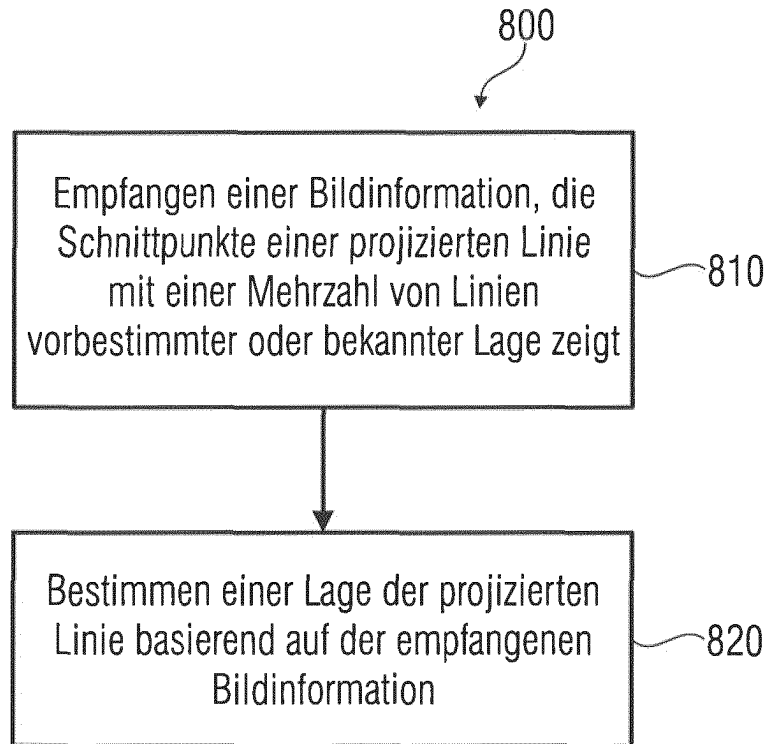 800
Empfangen einer Bildinformation, die
Schnittpunkte einer projizierten Linie
mit einer Mehrzahl von Linien
vorbestimmter oder bekannter Lage zeigt
810
Bestimmen einer Lage der projizierten
Linie basierend auf der empfangenen
Bildinformation
820